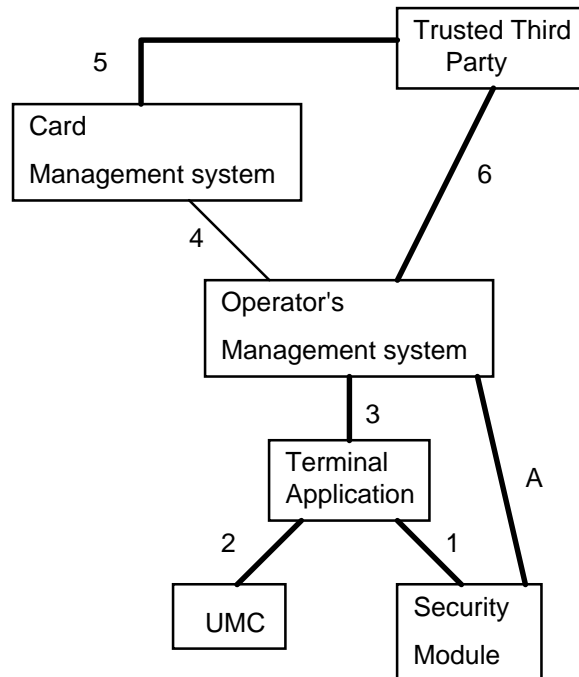 Trusted Third
Party
5
Card
Management system
6
4
Operator's
Management system
3
Terminal
Application
A
2
1
UMC
Security
Module